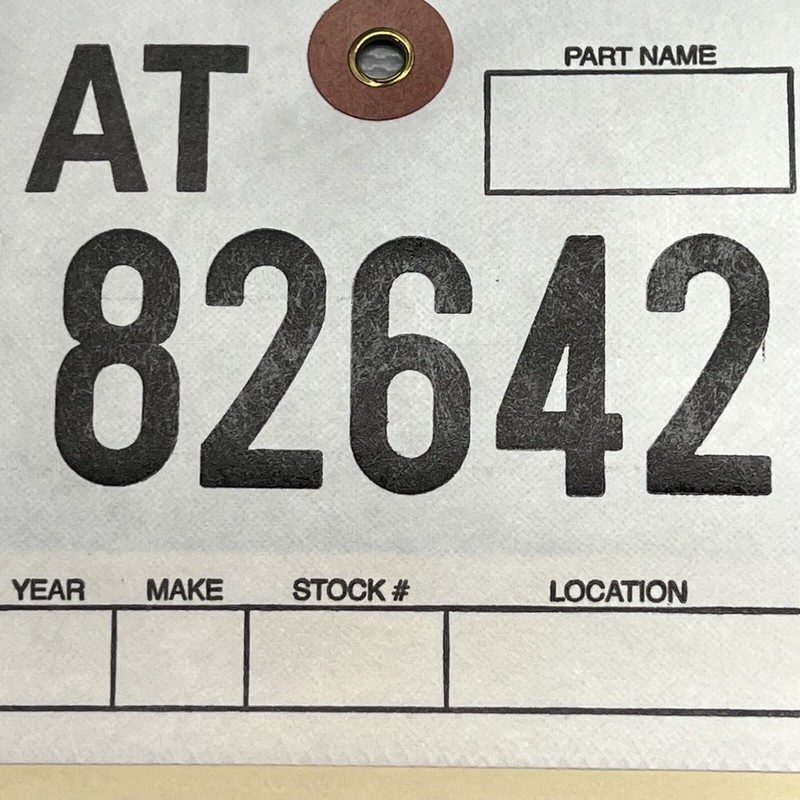 AT
PART NAME
82642
YEAR MAKE STOCK # LOCATION